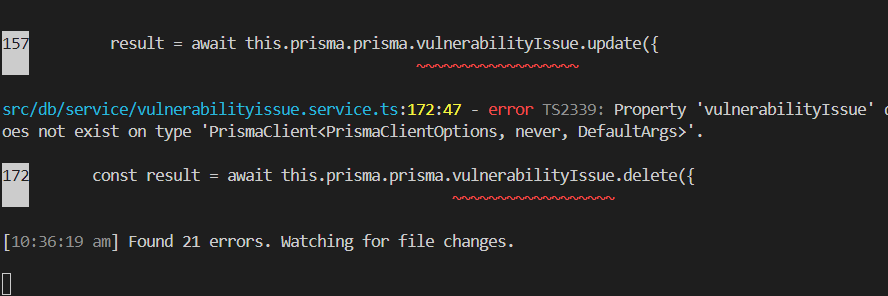 157         result = await this.prisma.prisma.vulnerabilityIssue.update({
src/db/service/vulnerabilityissue.service.ts:172:47 - error TS2339: Property 'vulnerabilityIssue' d
oes not exist on type 'PrismaClient<PrismaClientOptions, never, DefaultArgs>'.
172       const result = await this.prisma.prisma.vulnerabilityIssue.delete({
[10:36:19 am] Found 21 errors. Watching for file changes.